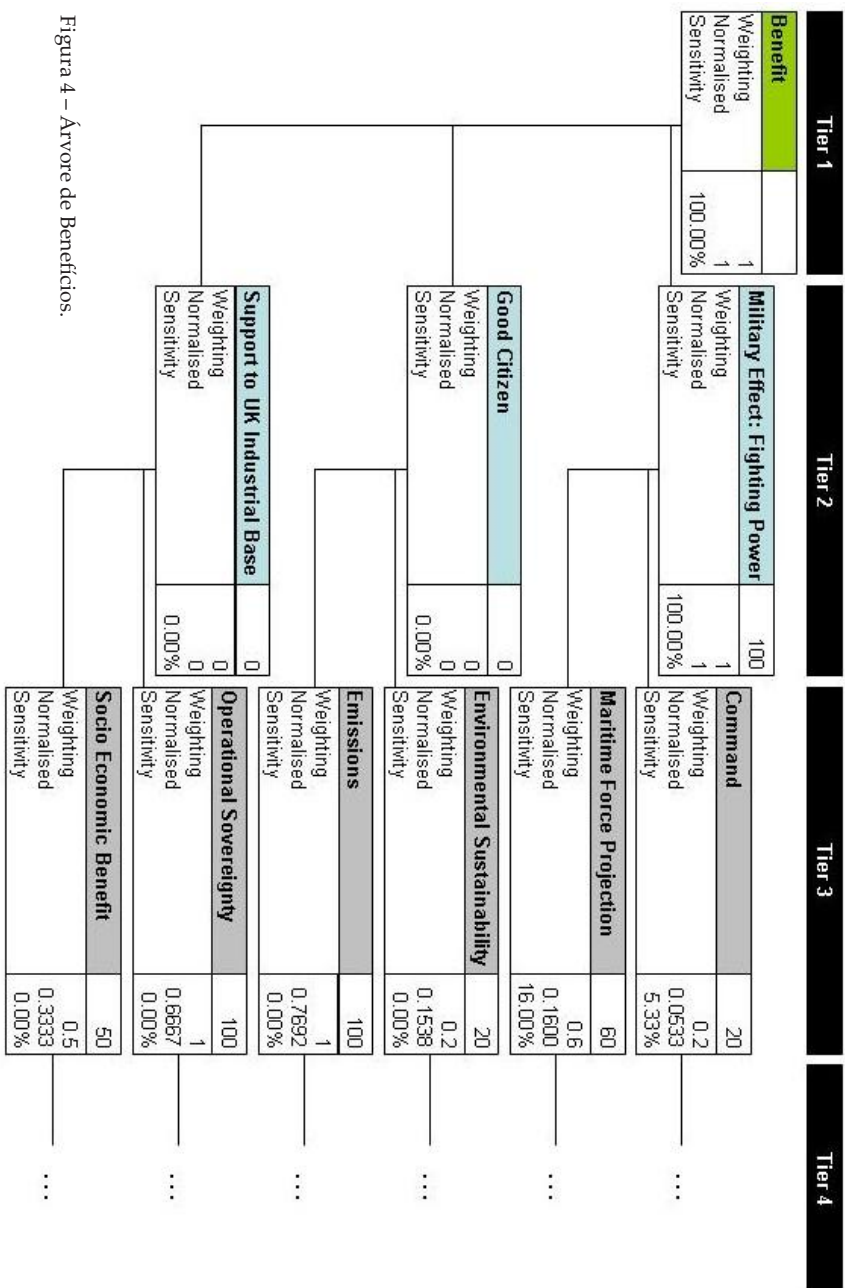 Tier 1
Tier 2
Tier 3
Tier 4
Benefit
Weighting 1
Normalised 1
Sensitivity 100.00%
Military Effect: Fighting Power 100
Weighting 1
Normalised 1
Sensitivity 100.00%
Good Citizen 0
Weighting 0
Normalised 0
Sensitivity 0.00%
Support to UK Industrial Base 0
Weighting 0
Normalised 0
Sensitivity 0.00%
Command 20
Weighting 0.2
Normalised 0.0533
Sensitivity 5.33%
...
Maritime Force Projection 60
Weighting 0.6
Normalised 0.1600
Sensitivity 16.00%
...
Environmental Sustainability 20
Weighting 0.2
Normalised 0.1538
Sensitivity 0.00%
...
Emissions 100
Weighting 1
Normalised 0.7692
Sensitivity 0.00%
...
Operational Sovereignty 100
Weighting 1
Normalised 0.6667
Sensitivity 0.00%
...
Socio Economic Benefit 50
Weighting 0.5
Normalised 0.3333
Sensitivity 0.00%
...
Figura 4 – Árvore de Benefícios.